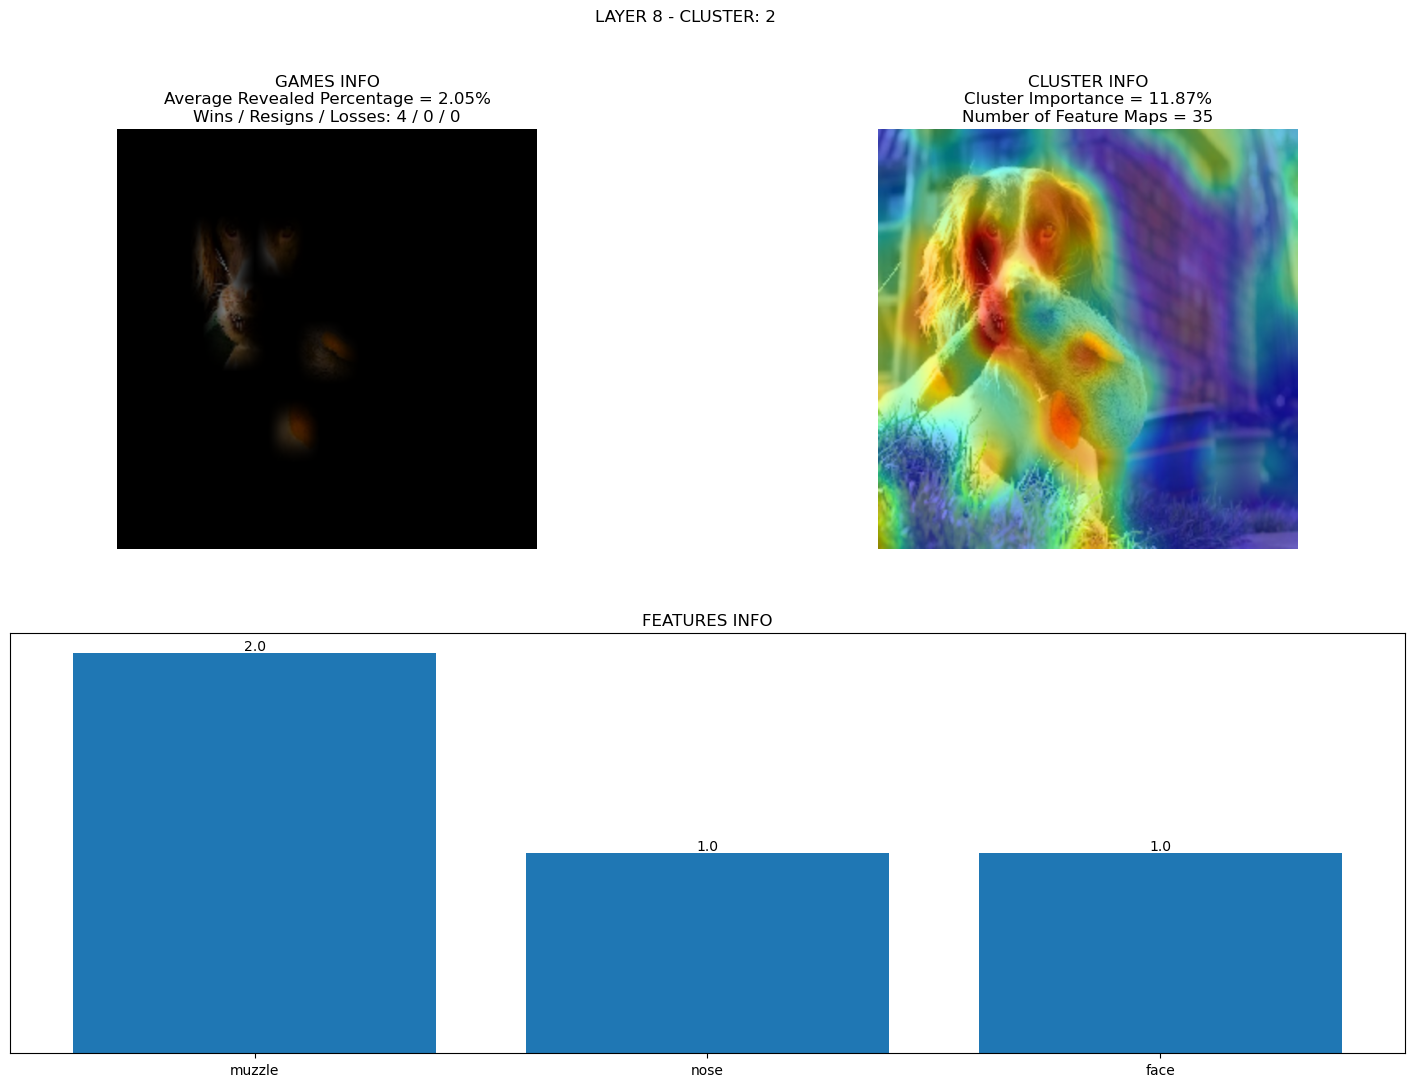 LAYER 8 - CLUSTER: 2
GAMES INFO
Average Revealed Percentage = 2.05%
Wins / Resigns / Losses: 4 / 0 / 0
CLUSTER INFO
Cluster Importance = 11.87%
Number of Feature Maps = 35
FEATURES INFO
2.0
1.0
1.0
muzzle
nose
face